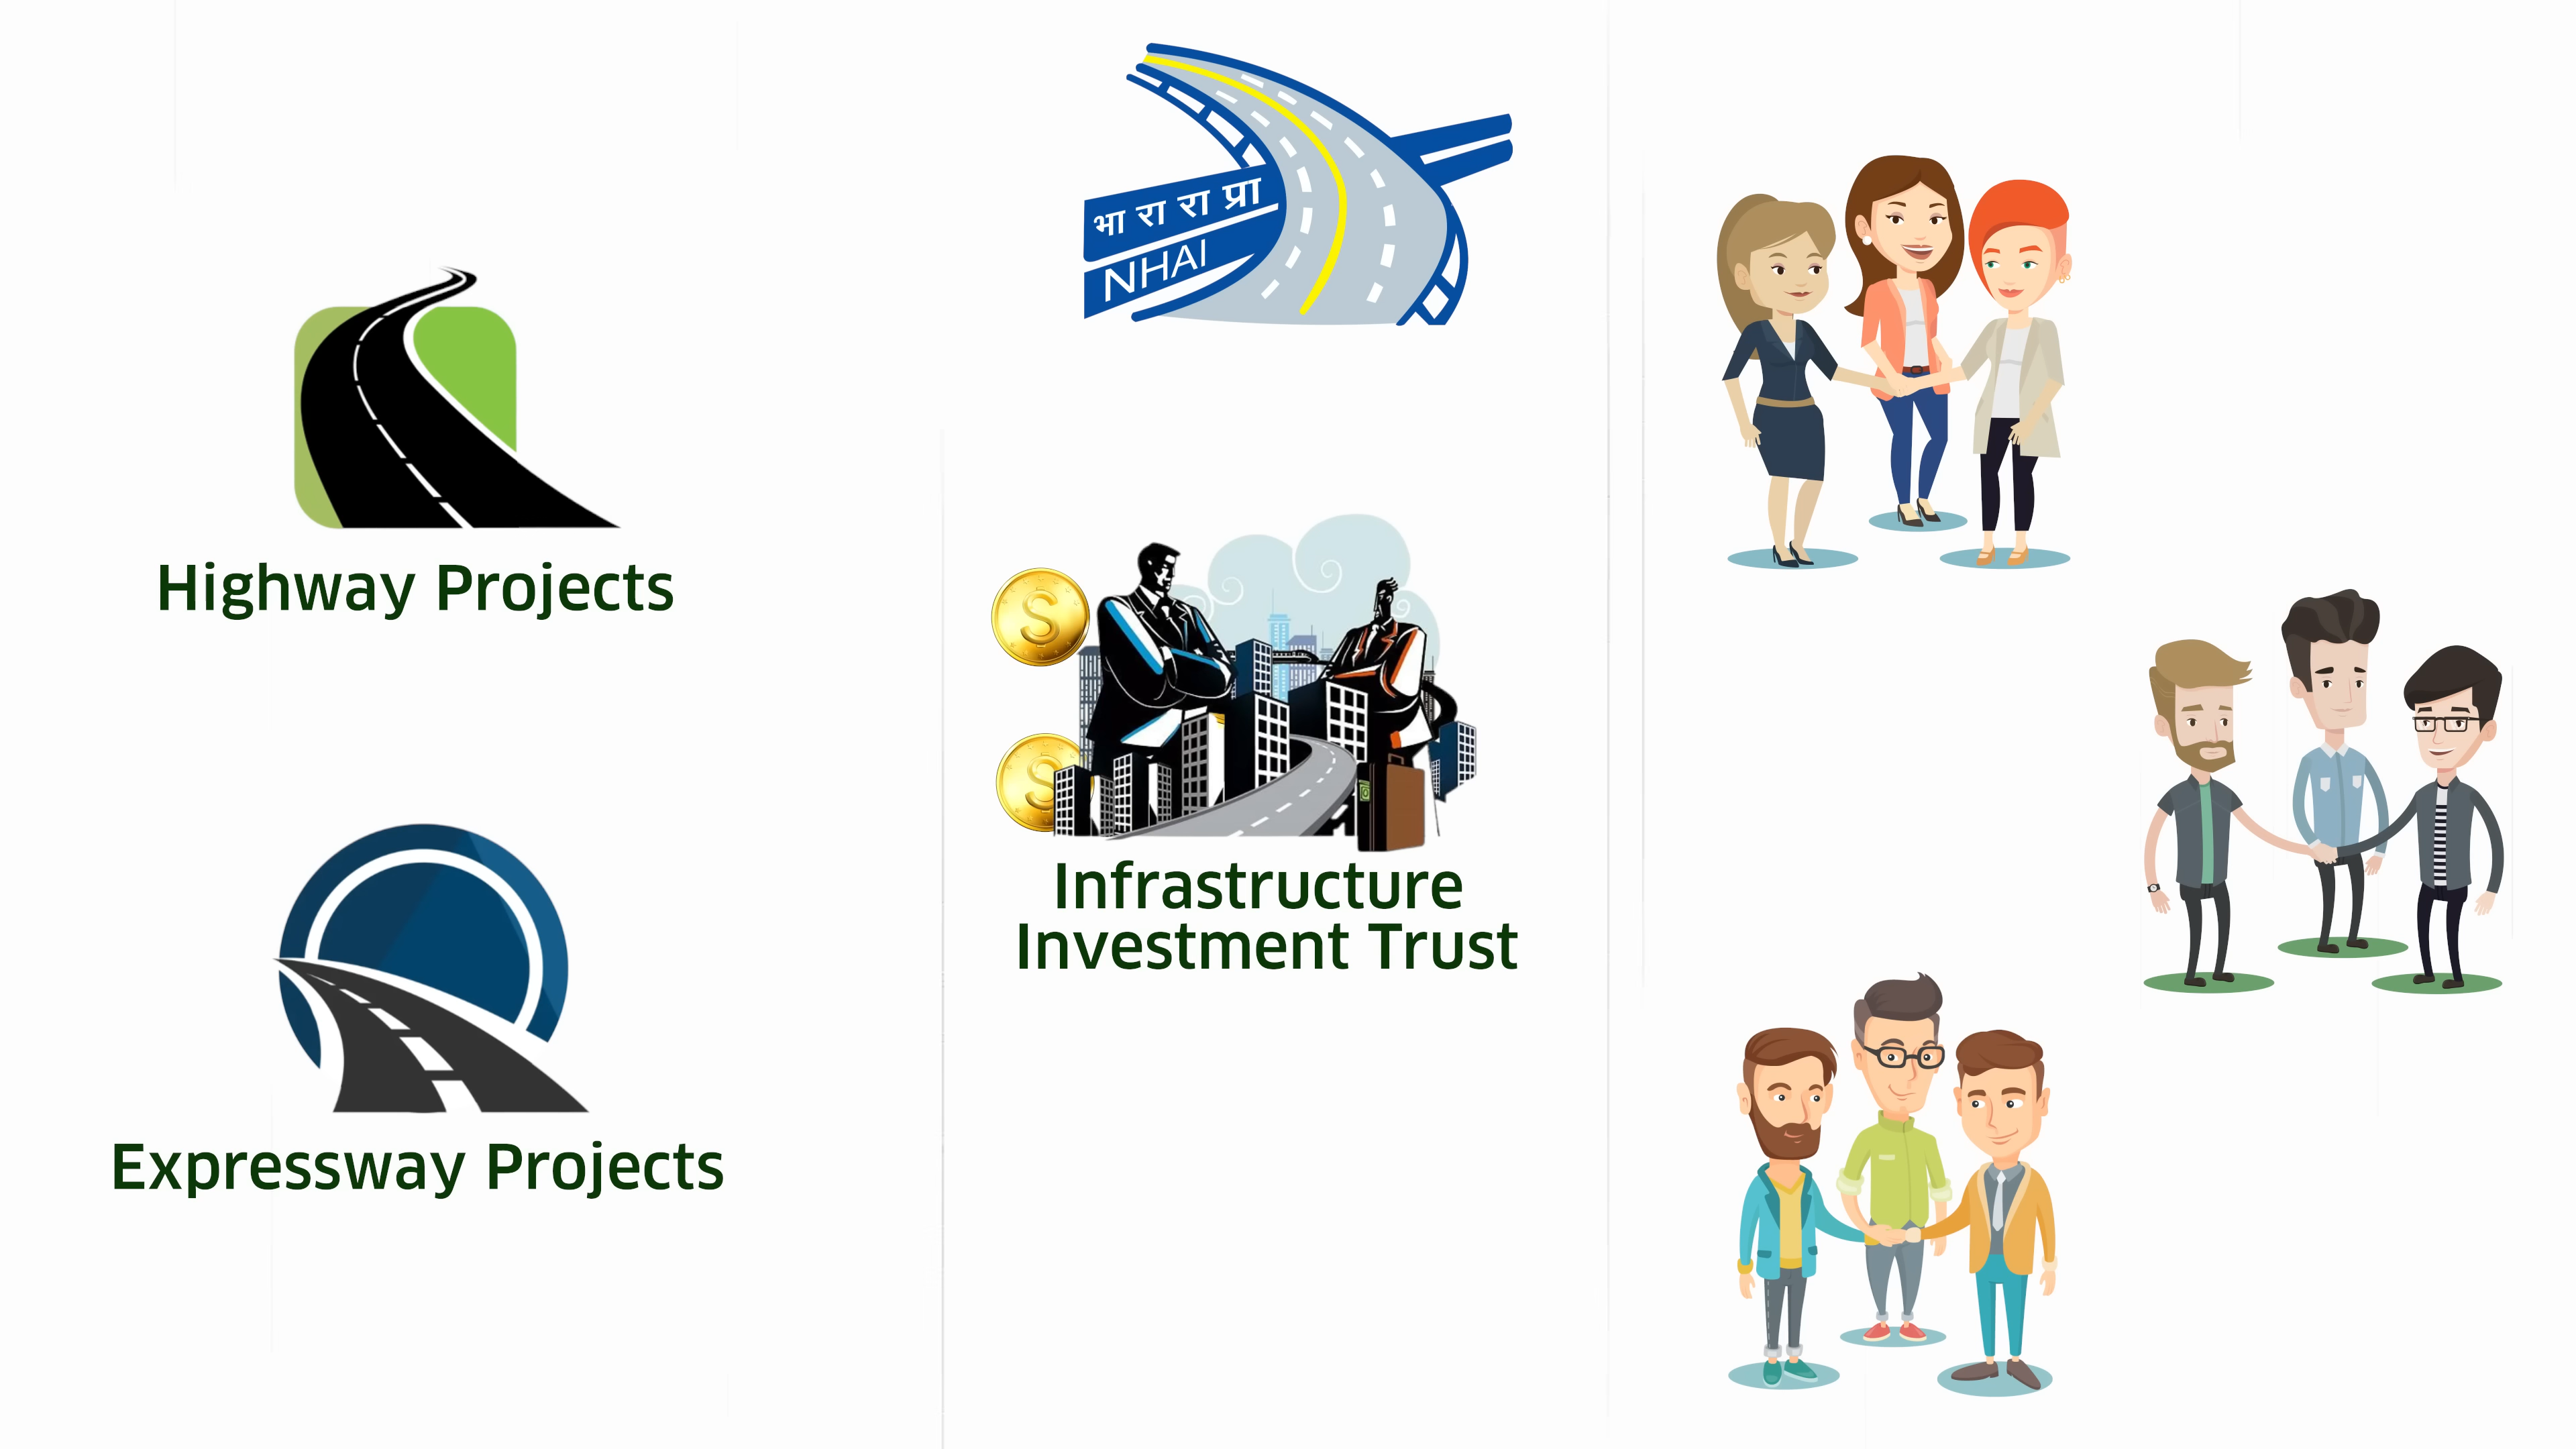 भा रा रा प्रा
NHAI
Highway Projects
Infrastructure
Investment Trust
Expressway Projects